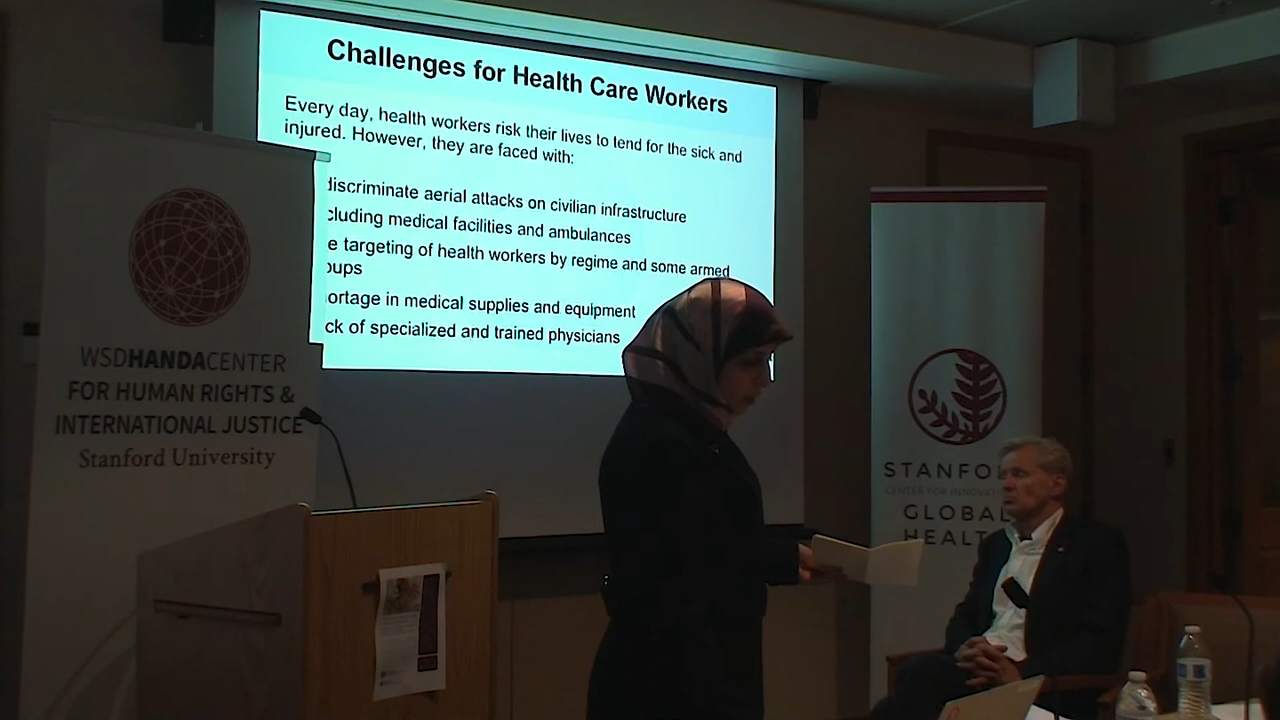 Challenges for Health Care Workers
Every day, health workers risk their lives to tend for the sick and
injured. However, they are faced with:
discriminate aerial attacks on civilian infrastructure
cluding medical facilities and ambulances
e targeting of health workers by regime and some armed
oups
ortage in medical supplies and equipment
ck of specialized and trained physicians
WSDHANDACENTER
FOR HUMAN RIGHTS &
INTERNATIONAL JUSTICE
Stanford University
STANFO
CENTER FOR INNOVAT
GLOBAL
HEALT